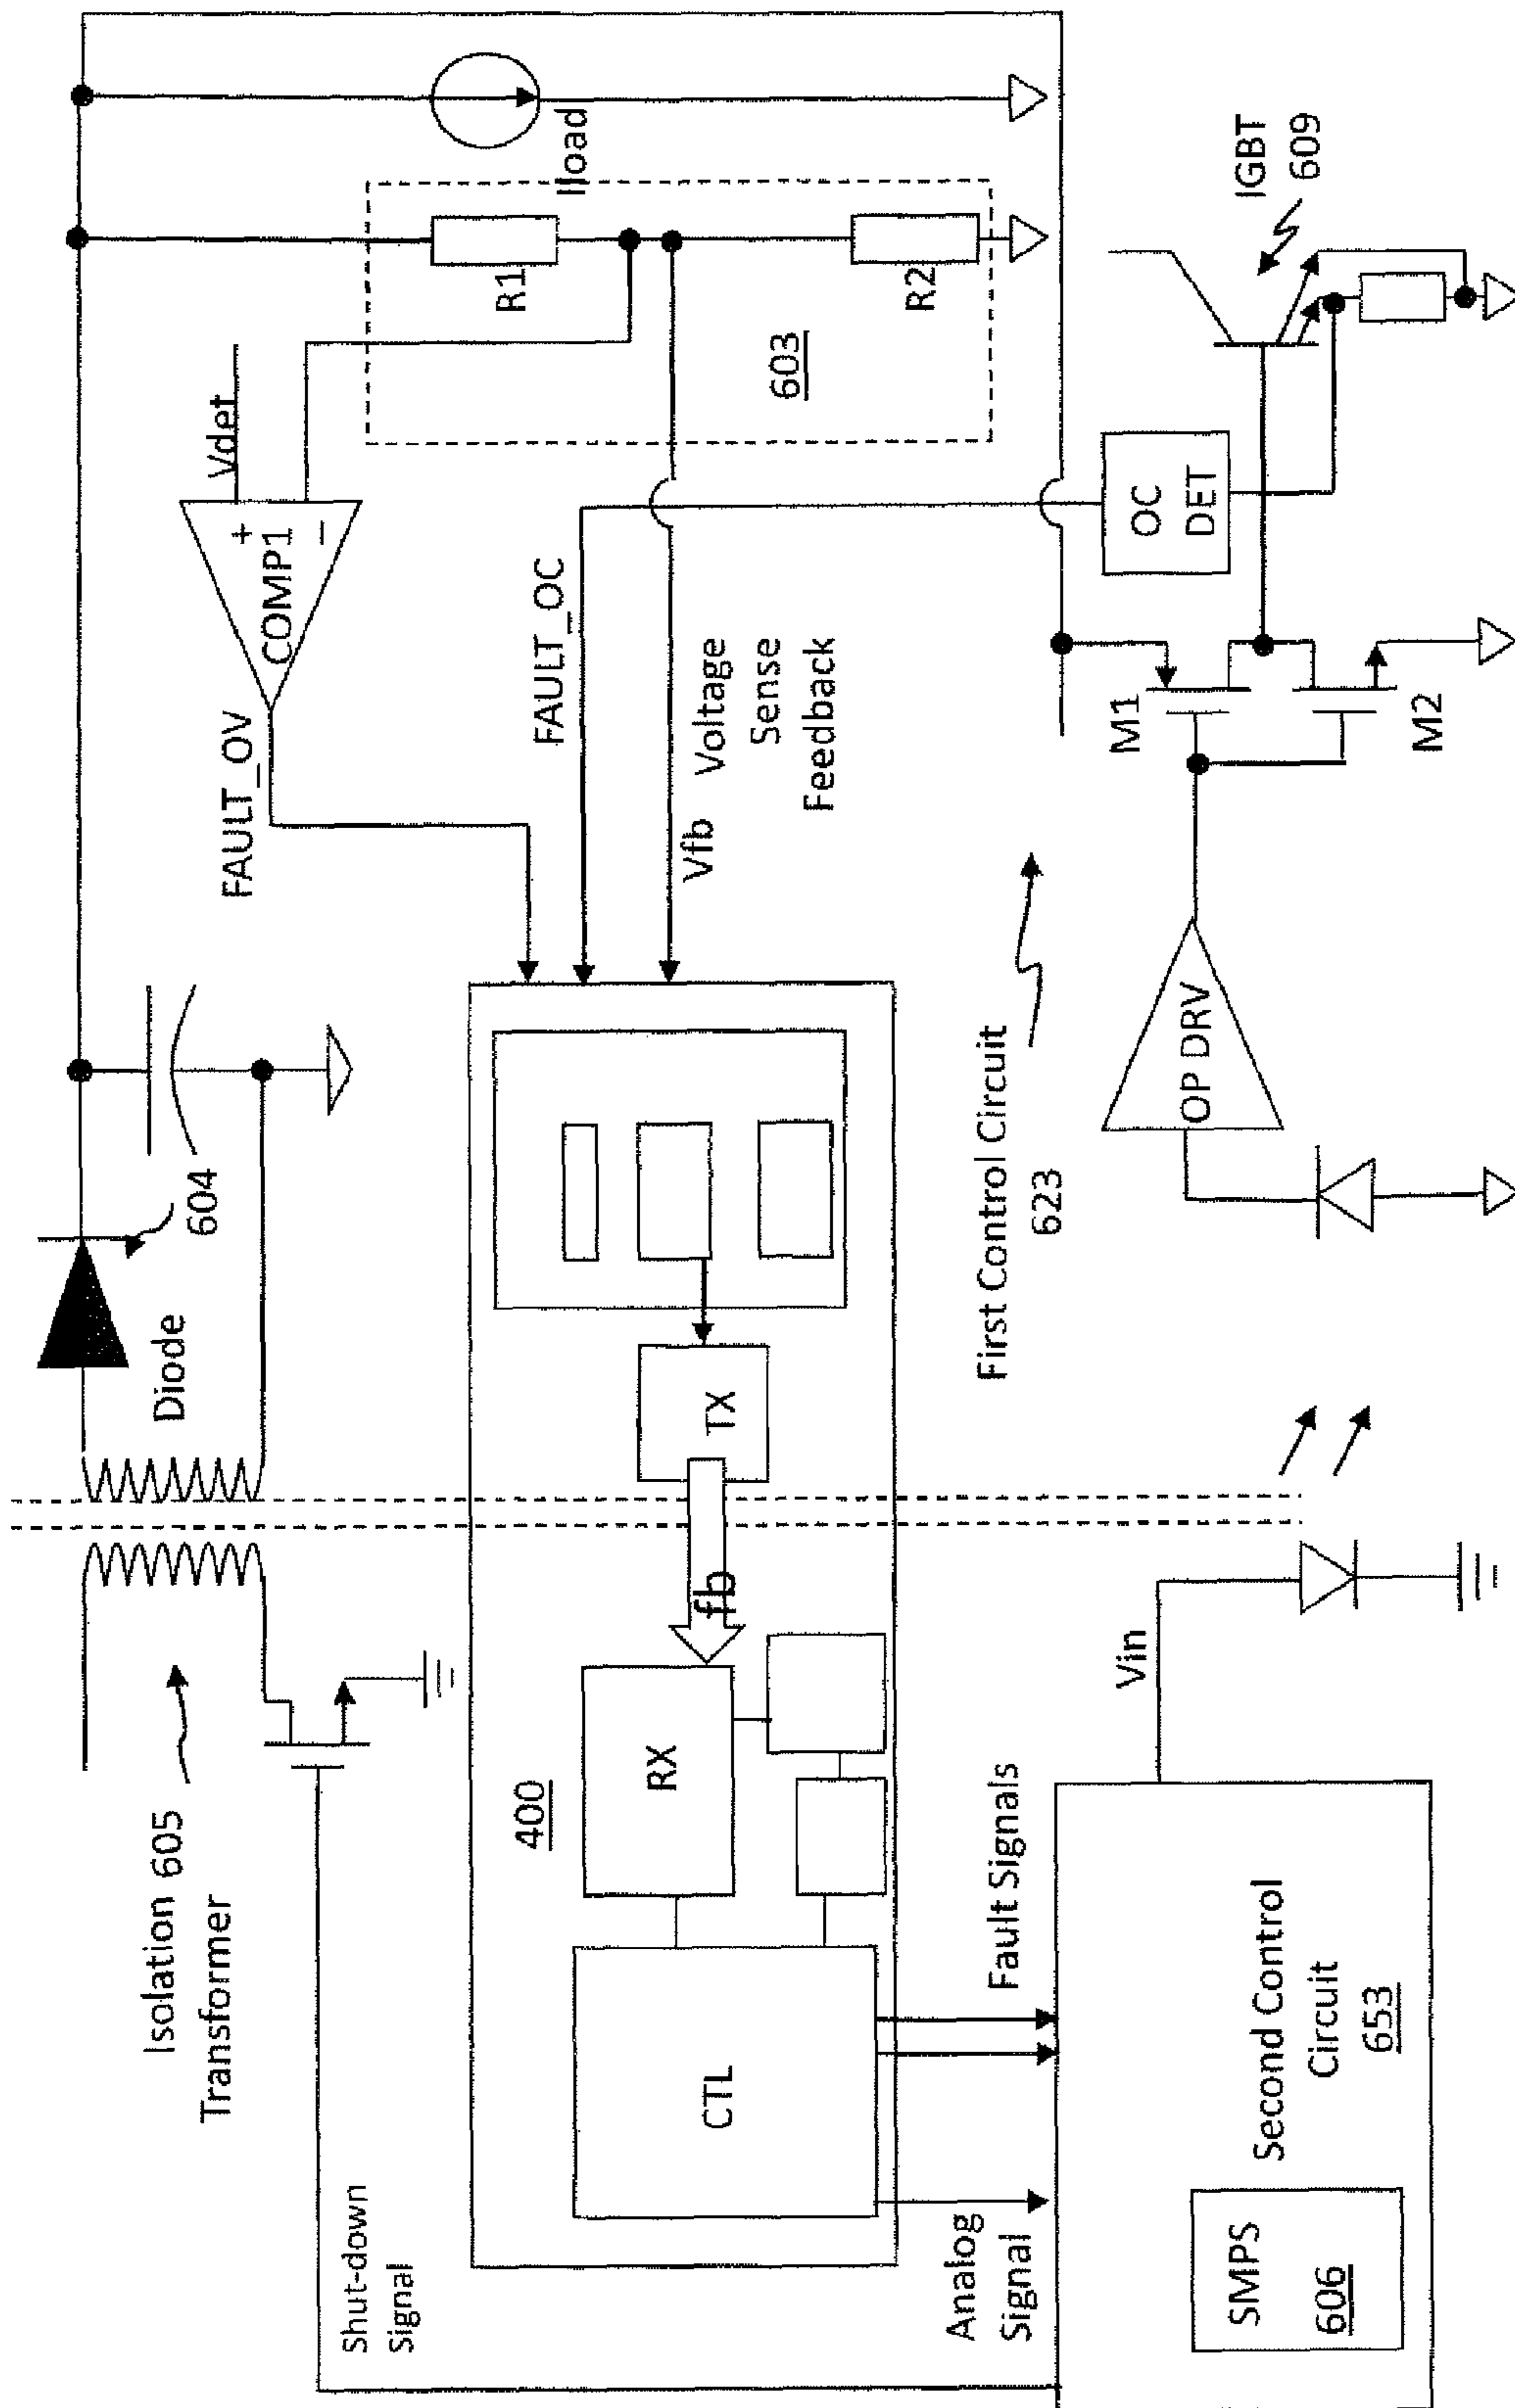 Isolation 605
Transformer
Diode
604
Shut-down
Signal
FAULT_OV
COMP1
+
−
Vdet
Iload
R1
R2
603
FAULT_OC
Vfb
Voltage
Sense
Feedback
400
CTL
RX
fb
TX
Analog
Signal
Fault Signals
First Control Circuit
623
SMPS
606
Second Control
Circuit
653
Vin
OP DRV
M1
M2
OC
DET
IGBT
609